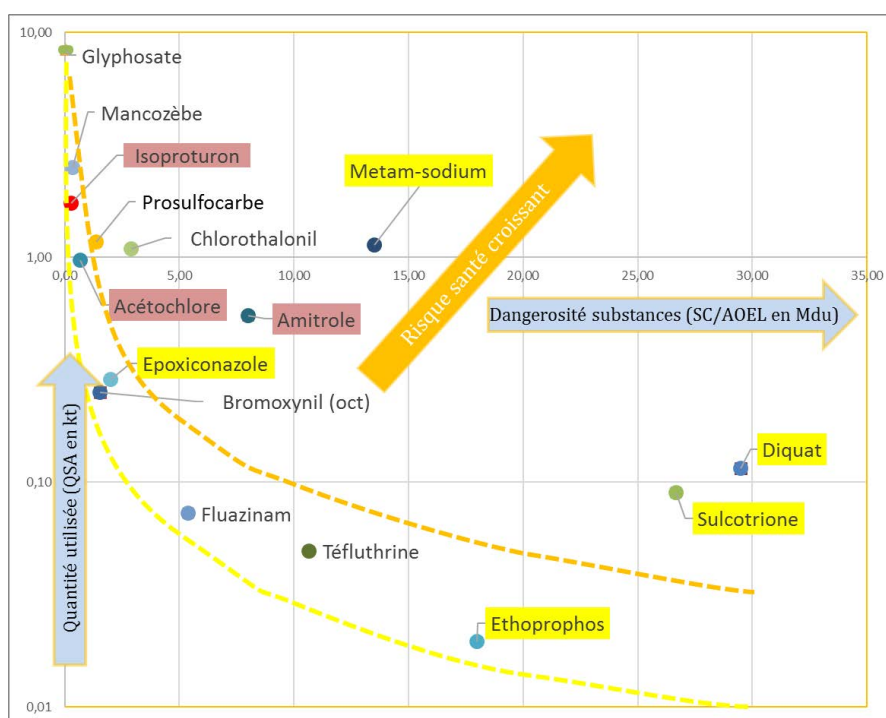 10,00
Glyphosate
Mancozèbe
Isoproturon
Metam-sodium
Prosulfocarbe
Chlorothalonil
Risque santé croissant
1,00
0,00
5,00
10,00
15,00
20,00
25,00
30,00
35,00
Acétochlore
Amitrole
Dangerosité substances (SC/AOEL en Mdu)
Epoxiconazole
Bromoxynil (oct)
Quantité utilisée (QSA en kt)
Diquat
0,10
Sulcotrione
Fluazinam
Téfluthrine
Ethoprophos
0,01